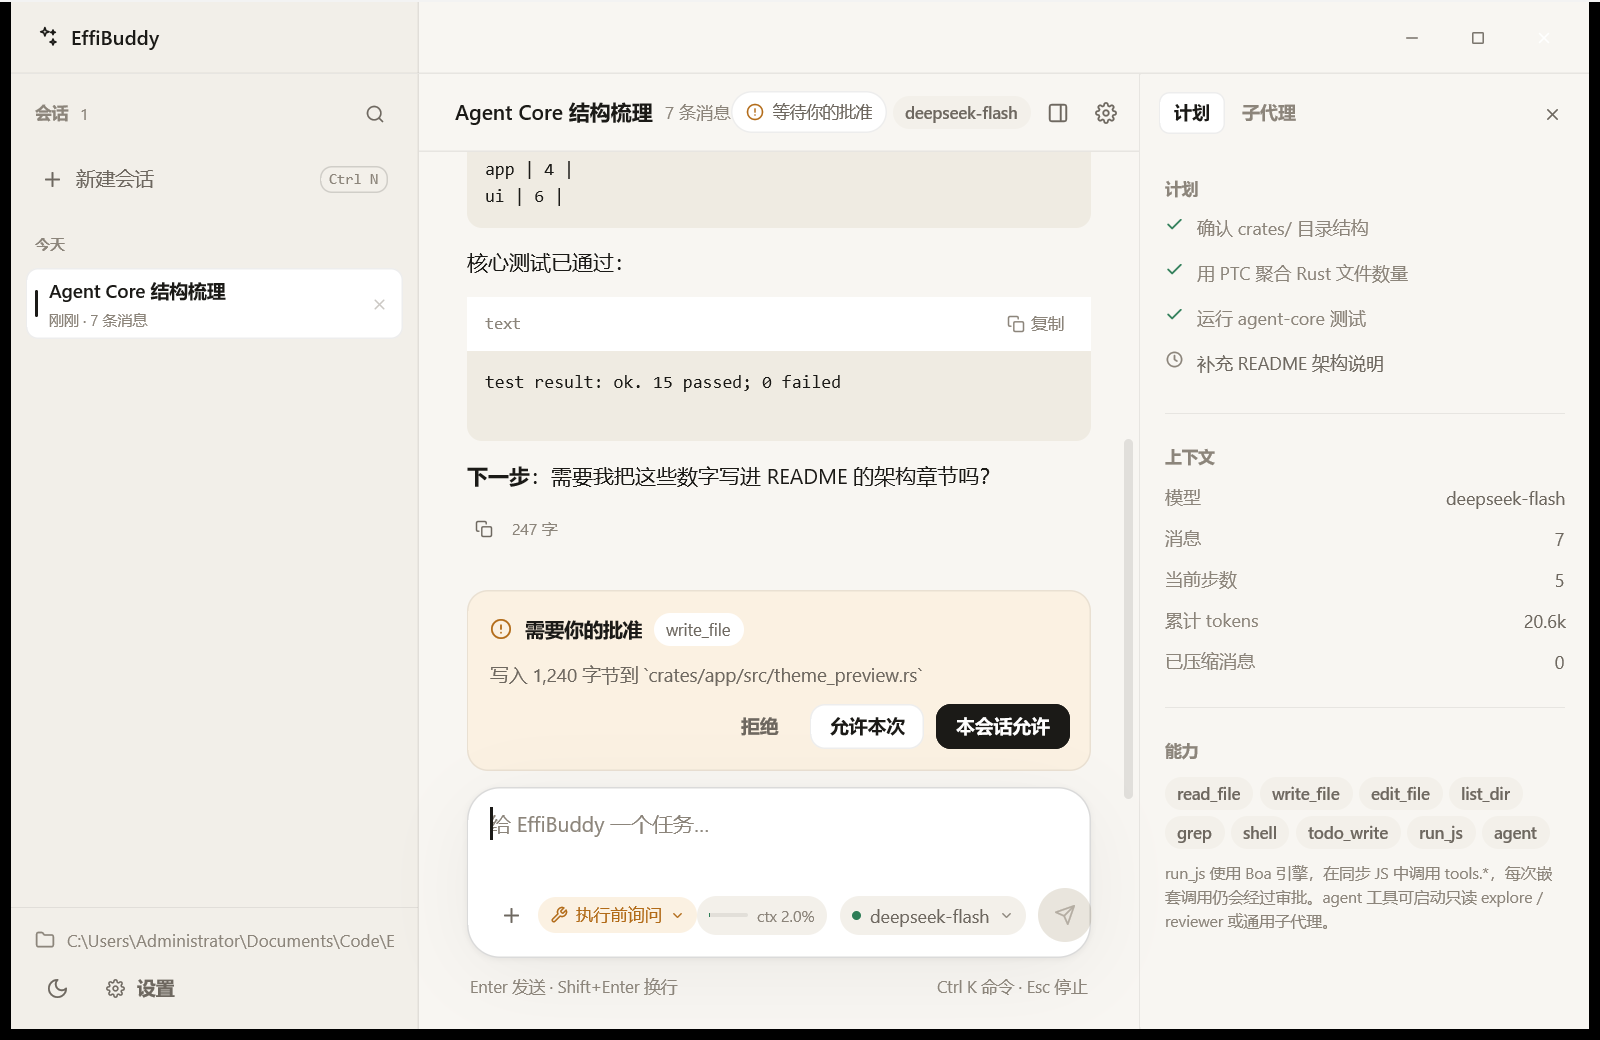 EffiBuddy
会话 1
新建会话 Ctrl N
今天
Agent Core 结构梳理
刚刚 · 7 条消息
C:\Users\Administrator\Documents\Code\E
设置
Agent Core 结构梳理 7 条消息 等待你的批准 deepseek-flash
app | 4 |
ui | 6 |
核心测试已通过：
text 复制
test result: ok. 15 passed; 0 failed
下一步：需要我把这些数字写进 README 的架构章节吗？
247 字
需要你的批准 write_file
写入 1,240 字节到 `crates/app/src/theme_preview.rs`
拒绝 允许本次 本会话允许
给 EffiBuddy 一个任务...
执行前询问 ctx 2.0% deepseek-flash
Enter 发送 · Shift+Enter 换行 Ctrl K 命令 · Esc 停止
计划 子代理
计划
确认 crates/ 目录结构
用 PTC 聚合 Rust 文件数量
运行 agent-core 测试
补充 README 架构说明
上下文
模型 deepseek-flash
消息 7
当前步数 5
累计 tokens 20.6k
已压缩消息 0
能力
read_file write_file edit_file list_dir
grep shell todo_write run_js agent
run_js 使用 Boa 引擎，在同步 JS 中调用 tools.*，每次嵌
套调用仍会经过审批。agent 工具可启动只读 explore /
reviewer 或通用子代理。